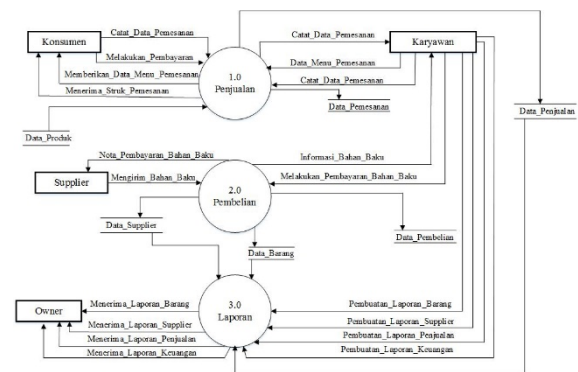 Konsumen
Catat_Data_Pemesanan
Melakukan_Pembayaran
Memberikan_Data_Menu_Pemesanan
Menerima_Struk_Pemesanan
Data_Produk
1.0
Penjualan
Catat_Data_Pemesanan
Karyawan
Data_Menu_Pemesanan
Catat_Data_Pemesanan
Data_Pemesanan
Data_Penjualan
Nota_Pembayaran_Bahan_Baku
Supplier
Mengirim_Bahan_Baku
2.0
Pembelian
Informasi_Bahan_Baku
Melakukan_Pembayaran_Bahan_Baku
Data_Supplier
Data_Barang
Data_Pembelian
Owner
Menerima_Laporan_Barang
Menerima_Laporan_Supplier
Menerima_Laporan_Penjualan
Menerima_Laporan_Keuangan
3.0
Laporan
Pembuatan_Laporan_Barang
Pembuatan_Laporan_Supplier
Pembuatan_Laporan_Penjualan
Pembuatan_Laporan_Keuangan